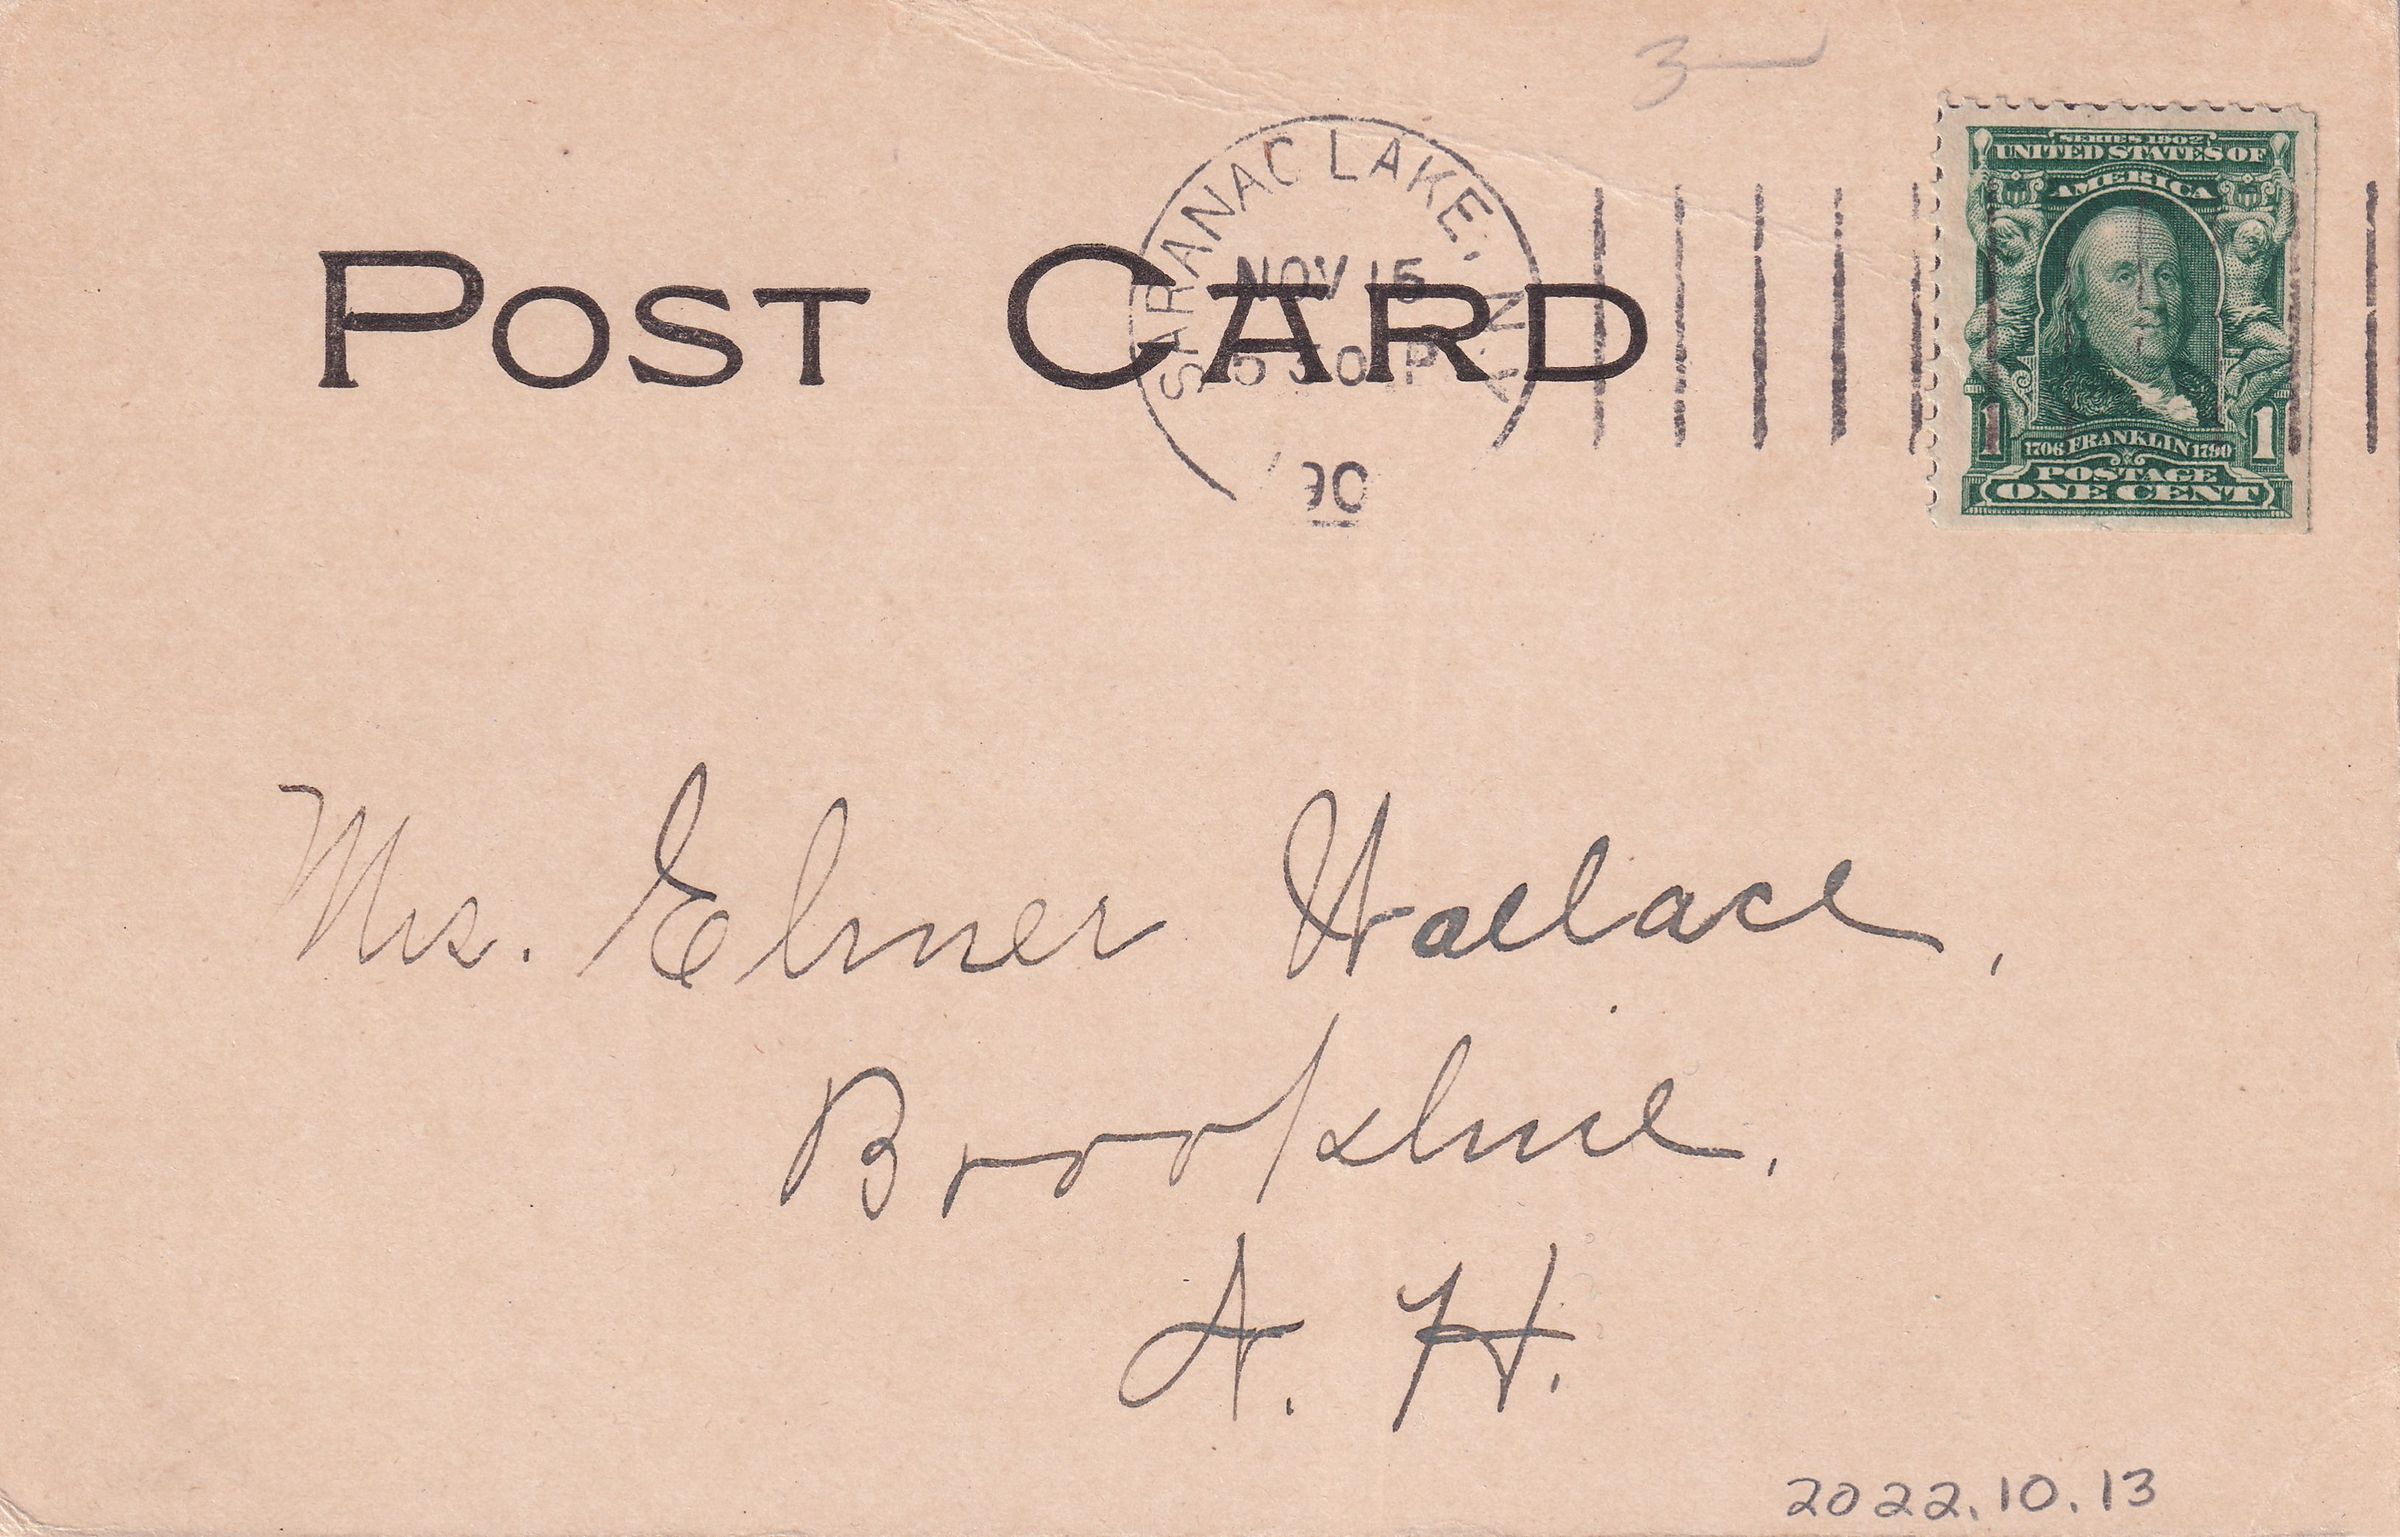 3
SERIES 1902
UNITED STATES OF
AMERICA
1 1706 FRANKLIN 1790 1
POSTAGE
ONE CENT
SARANAC LAKE, N.Y.
NOV 15
30 P
190
POST CARD
Mrs. Elmer Wallace,
Brookline,
N. H.
2022.10.13